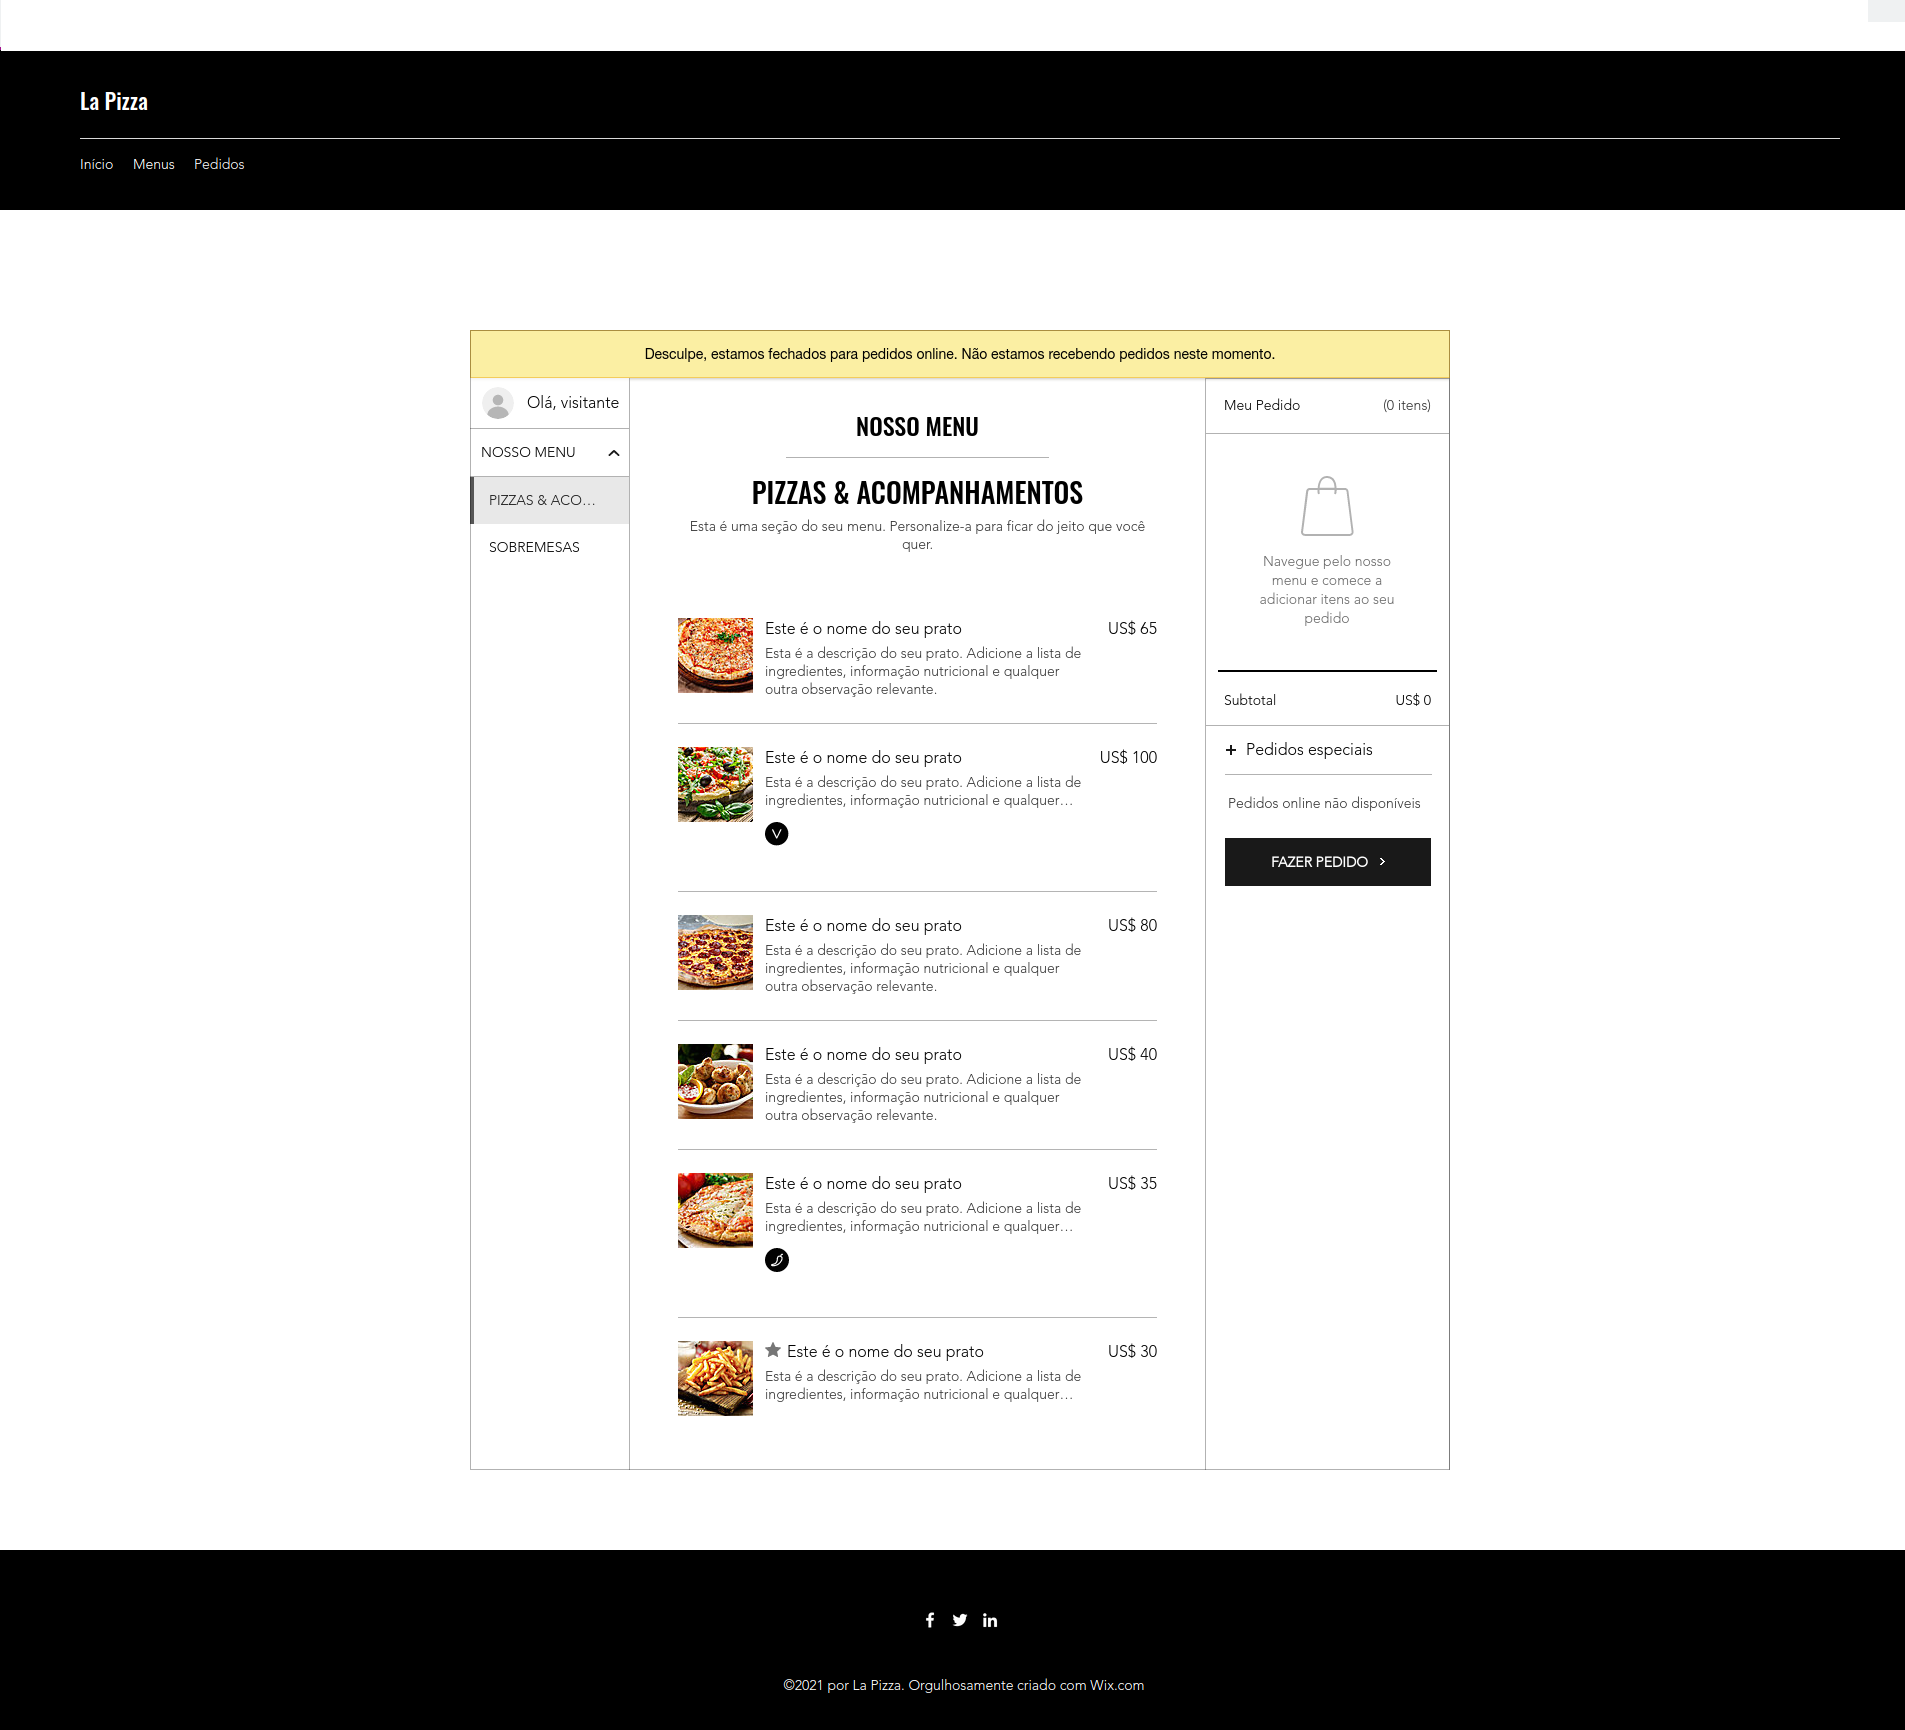 La Pizza
Início Menus Pedidos
Desculpe, estamos fechados para pedidos online. Não estamos recebendo pedidos neste momento.
Olá, visitante
NOSSO MENU
PIZZAS & ACO...
SOBREMESAS
NOSSO MENU
PIZZAS & ACOMPANHAMENTOS
Esta é uma seção do seu menu. Personalize-a para ficar do jeito que você
quer.
Este é o nome do seu prato US$ 65
Esta é a descrição do seu prato. Adicione a lista de
ingredientes, informação nutricional e qualquer
outra observação relevante.
Este é o nome do seu prato US$ 100
Esta é a descrição do seu prato. Adicione a lista de
ingredientes, informação nutricional e qualquer...
V
Este é o nome do seu prato US$ 80
Esta é a descrição do seu prato. Adicione a lista de
ingredientes, informação nutricional e qualquer
outra observação relevante.
Este é o nome do seu prato US$ 40
Esta é a descrição do seu prato. Adicione a lista de
ingredientes, informação nutricional e qualquer
outra observação relevante.
Este é o nome do seu prato US$ 35
Esta é a descrição do seu prato. Adicione a lista de
ingredientes, informação nutricional e qualquer...
Este é o nome do seu prato US$ 30
Esta é a descrição do seu prato. Adicione a lista de
ingredientes, informação nutricional e qualquer...
Meu Pedido (0 itens)
Navegue pelo nosso
menu e comece a
adicionar itens ao seu
pedido
Subtotal US$ 0
+ Pedidos especiais
Pedidos online não disponíveis
FAZER PEDIDO >
©2021 por La Pizza. Orgulhosamente criado com Wix.com